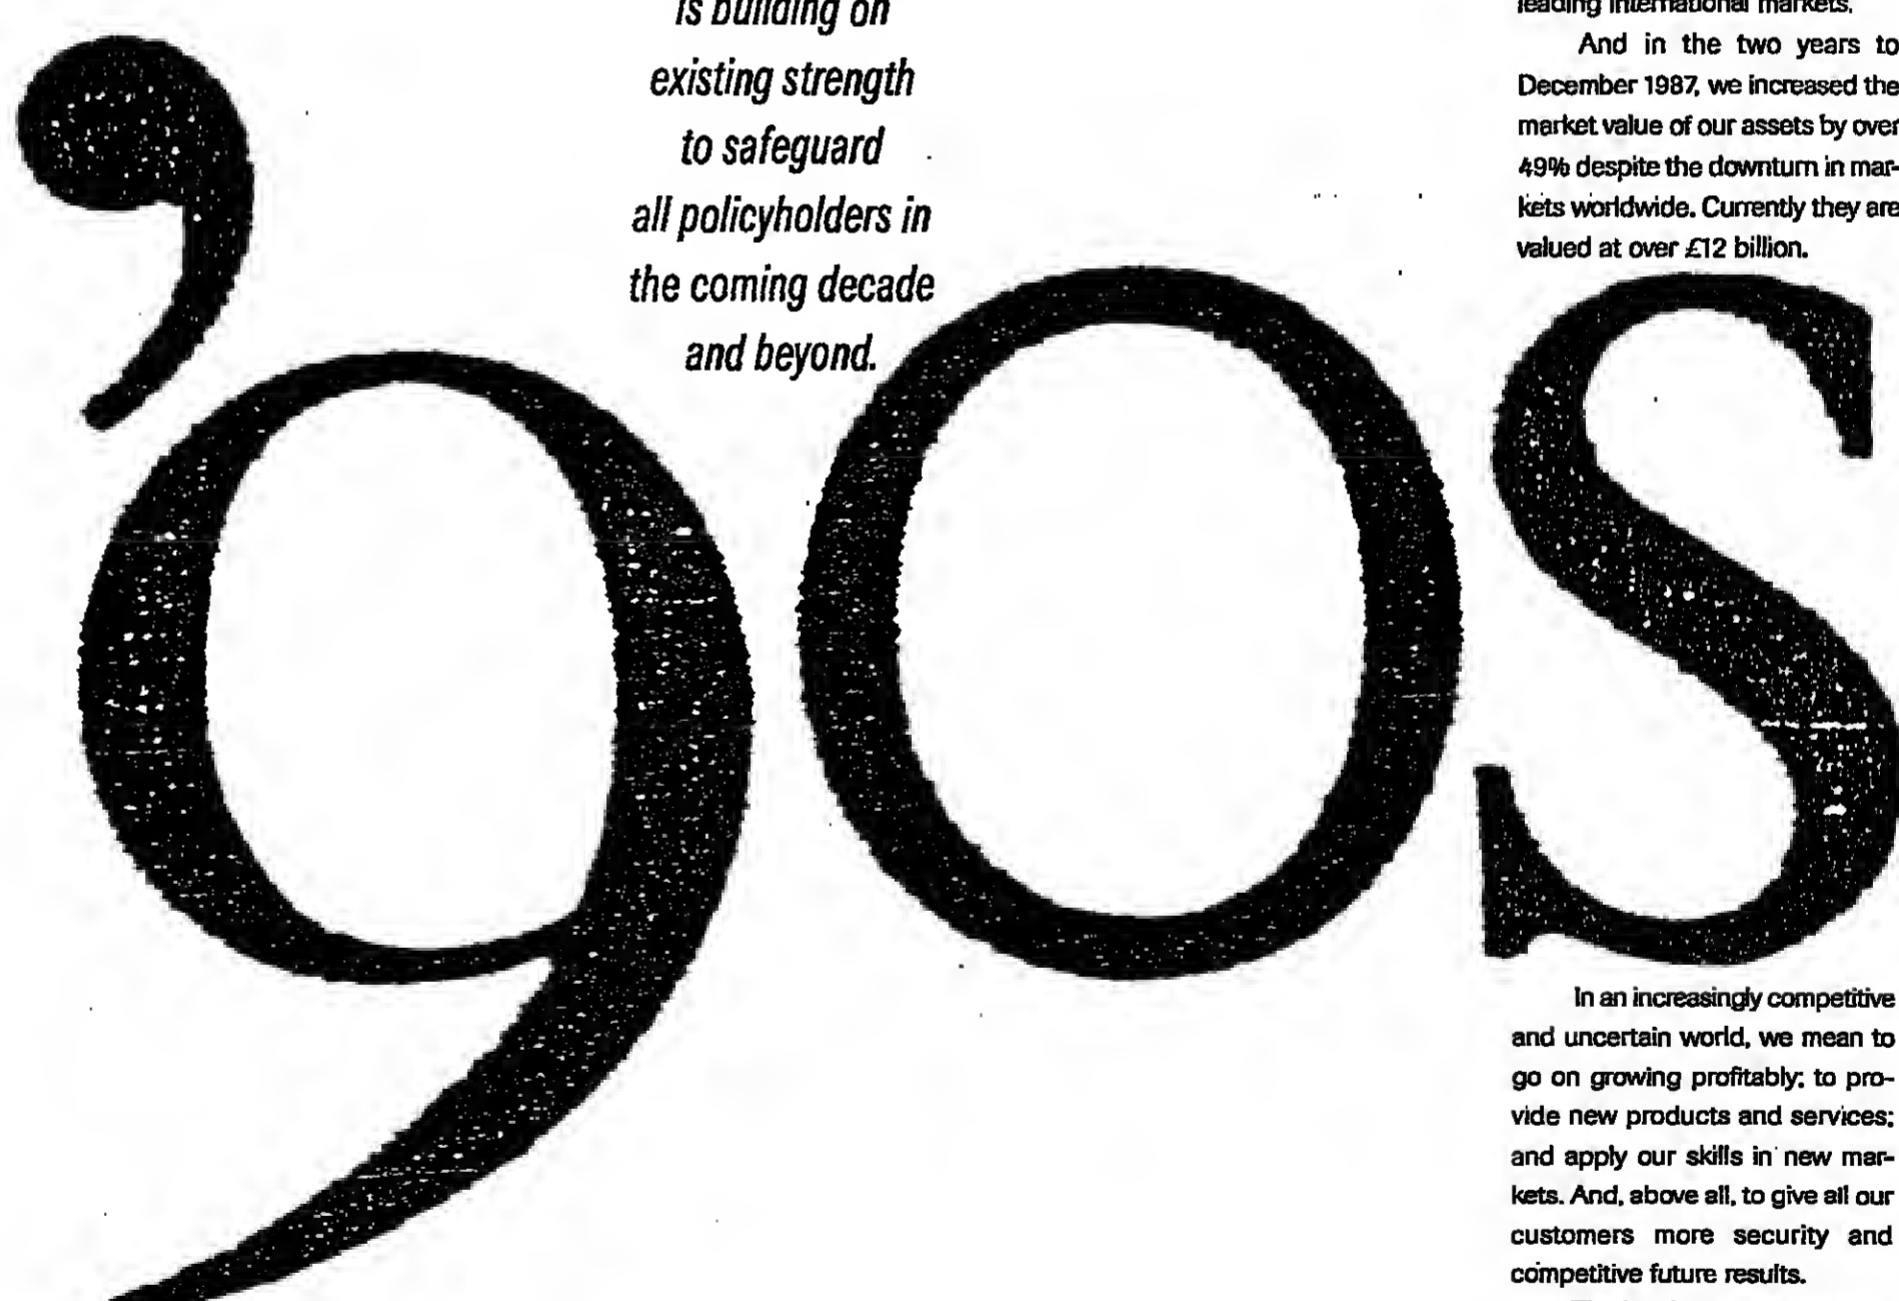 is building on
existing strength
to safeguard
all policyholders in
the coming decade
and beyond.
’90s
leading international markets.
And in the two years to
December 1987, we increased the
market value of our assets by over
49% despite the downturn in mar-
kets worldwide. Currently they are
valued at over £12 billion.
In an increasingly competitive
and uncertain world, we mean to
go on growing profitably; to pro-
vide new products and services;
and apply our skills in new mar-
kets. And, above all, to give all our
customers more security and
competitive future results.